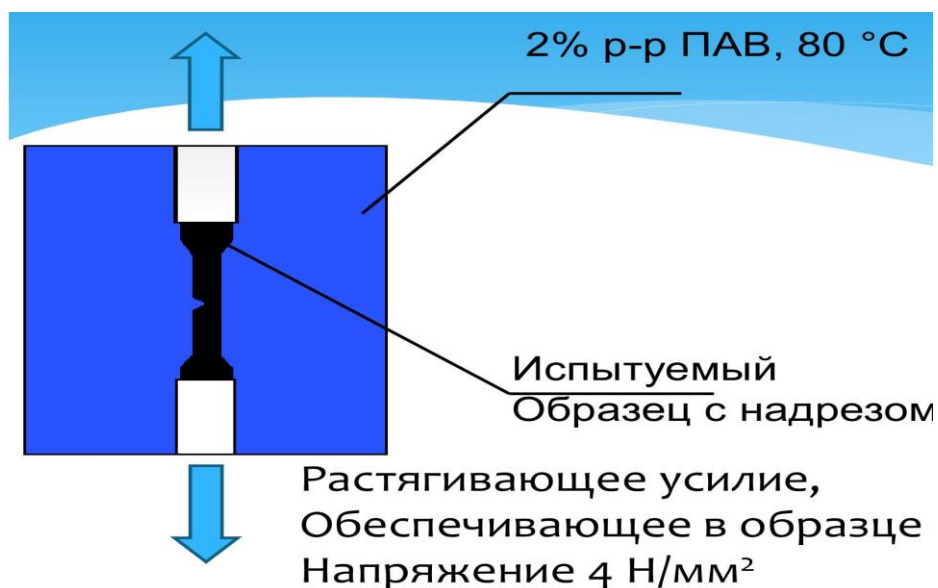 2% р-р ПАВ, 80 °C
Испытуемый
Образец с надрезом
Растягивающее усилие,
Обеспечивающее в образце
Напряжение 4 Н/мм²